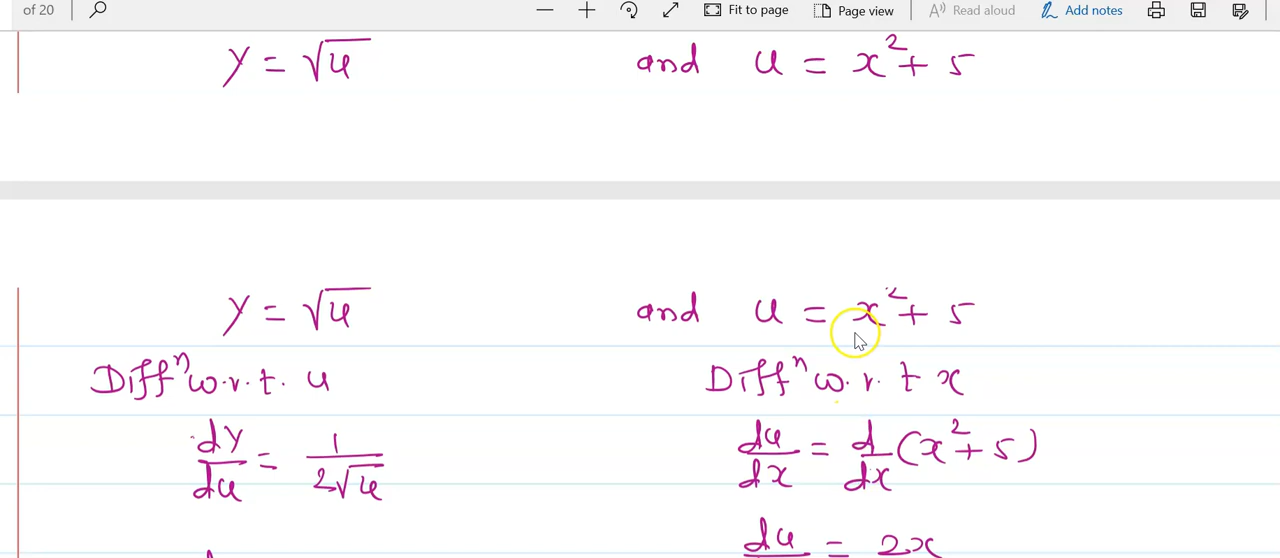 of 20 Fit to page Page view Read aloud Add notes
y = √u and u = x² + 5
y = √u and u = x² + 5
Diffⁿ w.r.t. u Diffⁿ w.r.t x
dy/du = 1/2√u du/dx = d/dx (x² + 5)
du = 2x